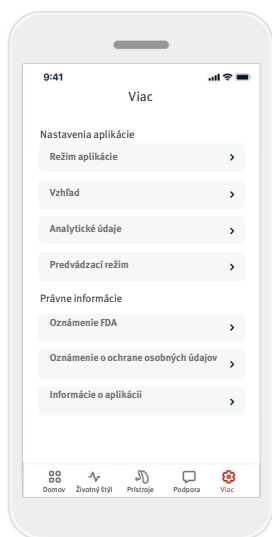 9:41
Viac
Nastavenia aplikácie
Režim aplikácie
Vzhľad
Analytické údaje
Predvádzací režim
Právne informácie
Oznámenie FDA
Oznámenie o ochrane osobných údajov
Informácie o aplikácii
Domov Životný štýl Prístroje Podpora Viac